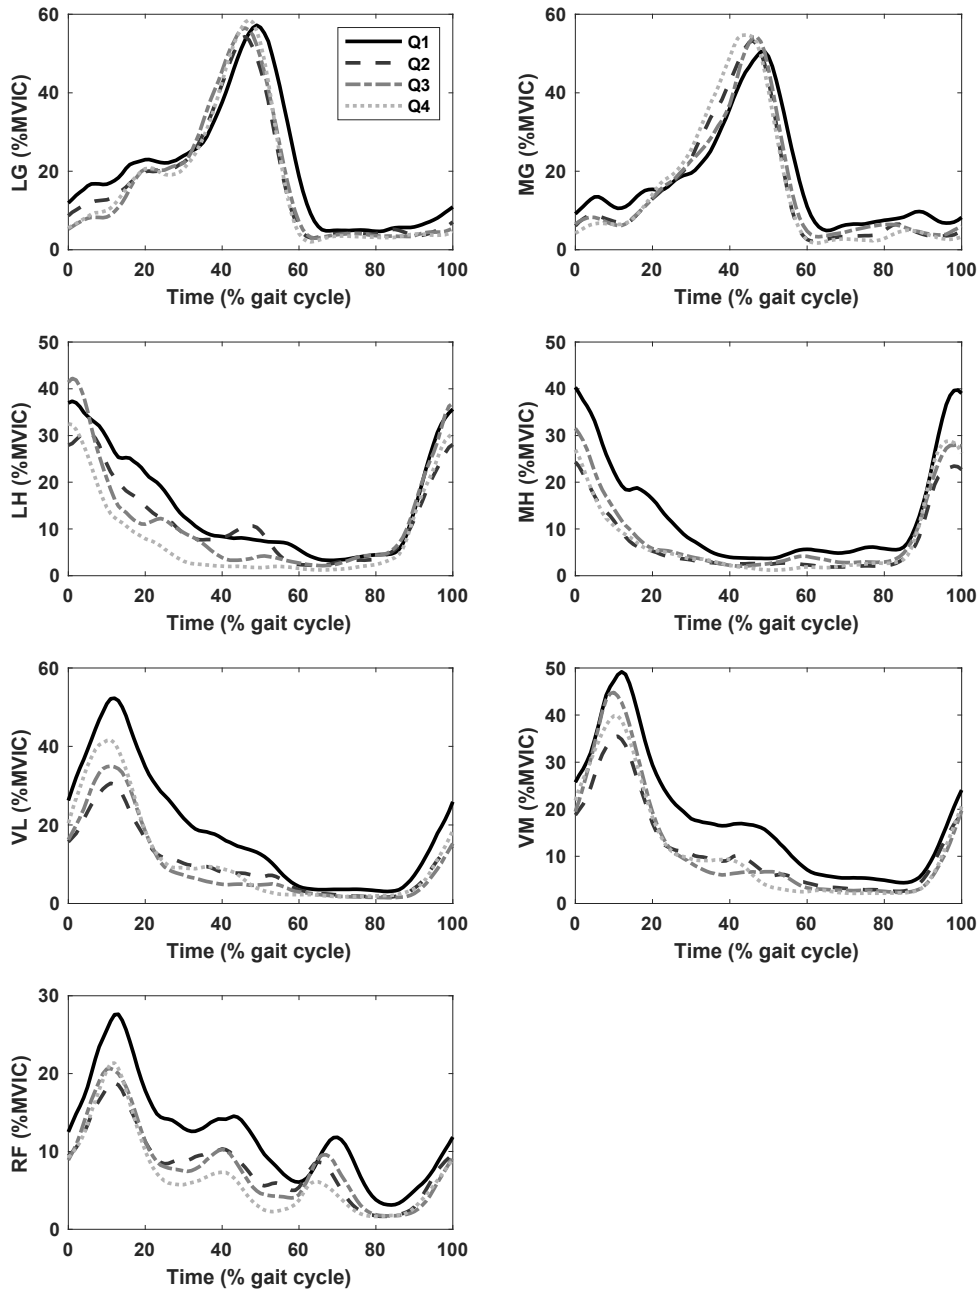 60
40
20
0
LG (%MVIC)
Q1
Q2
Q3
Q4
0 20 40 60 80 100
Time (% gait cycle)
60
40
20
0
MG (%MVIC)
0 20 40 60 80 100
Time (% gait cycle)
50
40
30
20
10
0
LH (%MVIC)
0 20 40 60 80 100
Time (% gait cycle)
50
40
30
20
10
0
MH (%MVIC)
0 20 40 60 80 100
Time (% gait cycle)
60
40
20
0
VL (%MVIC)
0 20 40 60 80 100
Time (% gait cycle)
50
40
30
20
10
0
VM (%MVIC)
0 20 40 60 80 100
Time (% gait cycle)
30
20
10
0
RF (%MVIC)
0 20 40 60 80 100
Time (% gait cycle)